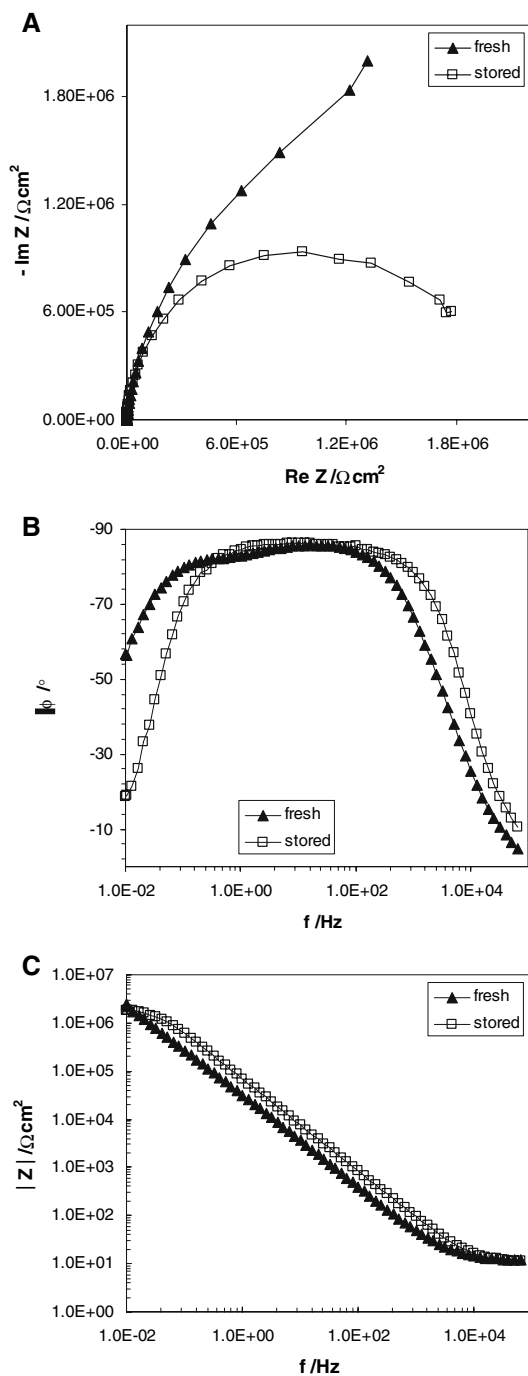 A
fresh
stored
1.80E+06
1.20E+06
6.00E+05
0.00E+00
- Im Z /Ωcm²
0.0E+00 6.0E+05 1.2E+06 1.8E+06
Re Z /Ωcm²
B
-90
-70
-50
-30
-10
ϕ /°
fresh
stored
1.0E-02 1.0E+00 1.0E+02 1.0E+04
f /Hz
C
1.0E+07
1.0E+06
1.0E+05
1.0E+04
1.0E+03
1.0E+02
1.0E+01
1.0E+00
| Z | /Ωcm²
fresh
stored
1.0E-02 1.0E+00 1.0E+02 1.0E+04
f /Hz